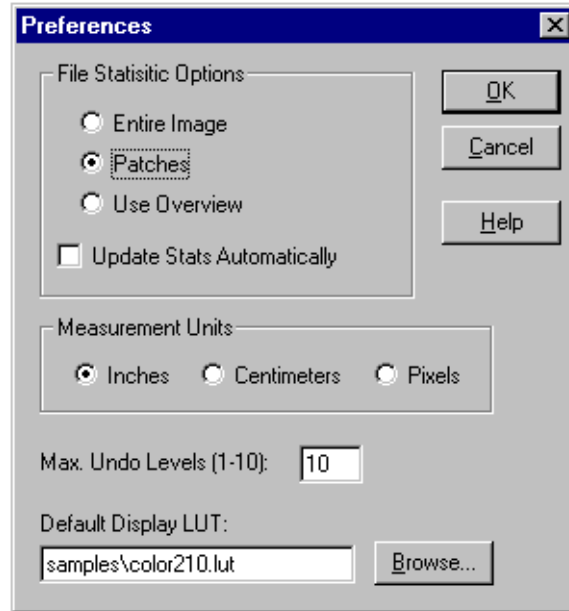 Preferences
File Statisitic Options
Entire Image
Patches
Use Overview
Update Stats Automatically
OK
Cancel
Help
Measurement Units
Inches Centimeters Pixels
Max. Undo Levels (1-10): 10
Default Display LUT:
samples\color210.lut Browse...